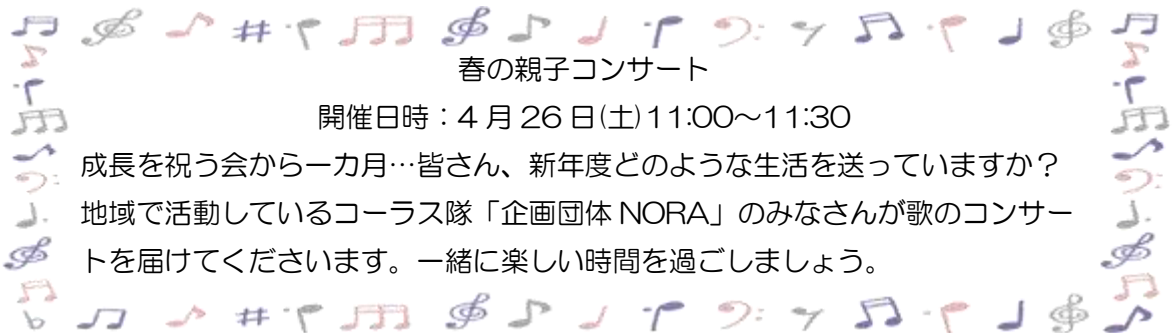 春の親子コンサート
開催日時：4月26日(土)11:00～11:30
成長を祝う会から一カ月…皆さん、新年度どのような生活を送っていますか？
地域で活動しているコーラス隊「企画団体NORA」のみなさんが歌のコンサー
トを届けてくださいます。一緒に楽しい時間を過ごしましょう。